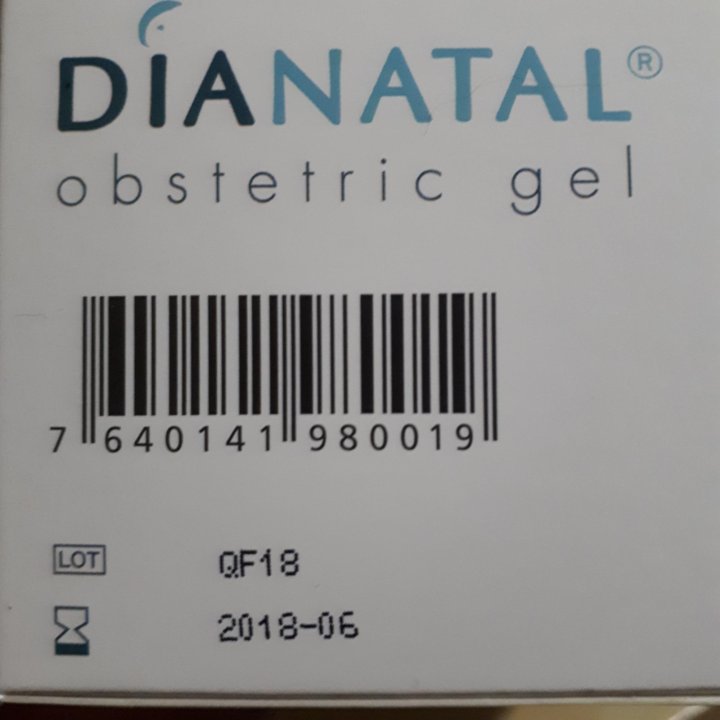 DIANATAL®
obstetric gel
7 640141 980019
LOT QF18
2018-06